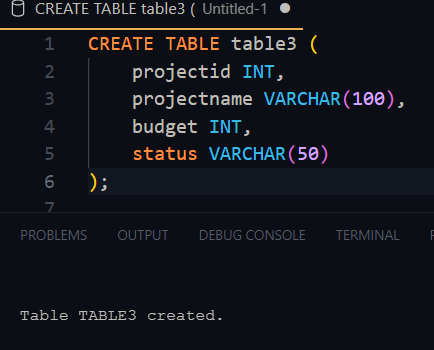 CREATE TABLE table3 ( Untitled-1
1 CREATE TABLE table3 (
2 projectid INT,
3 projectname VARCHAR(100),
4 budget INT,
5 status VARCHAR(50)
6 );
7
PROBLEMS OUTPUT DEBUG CONSOLE TERMINAL
Table TABLE3 created.